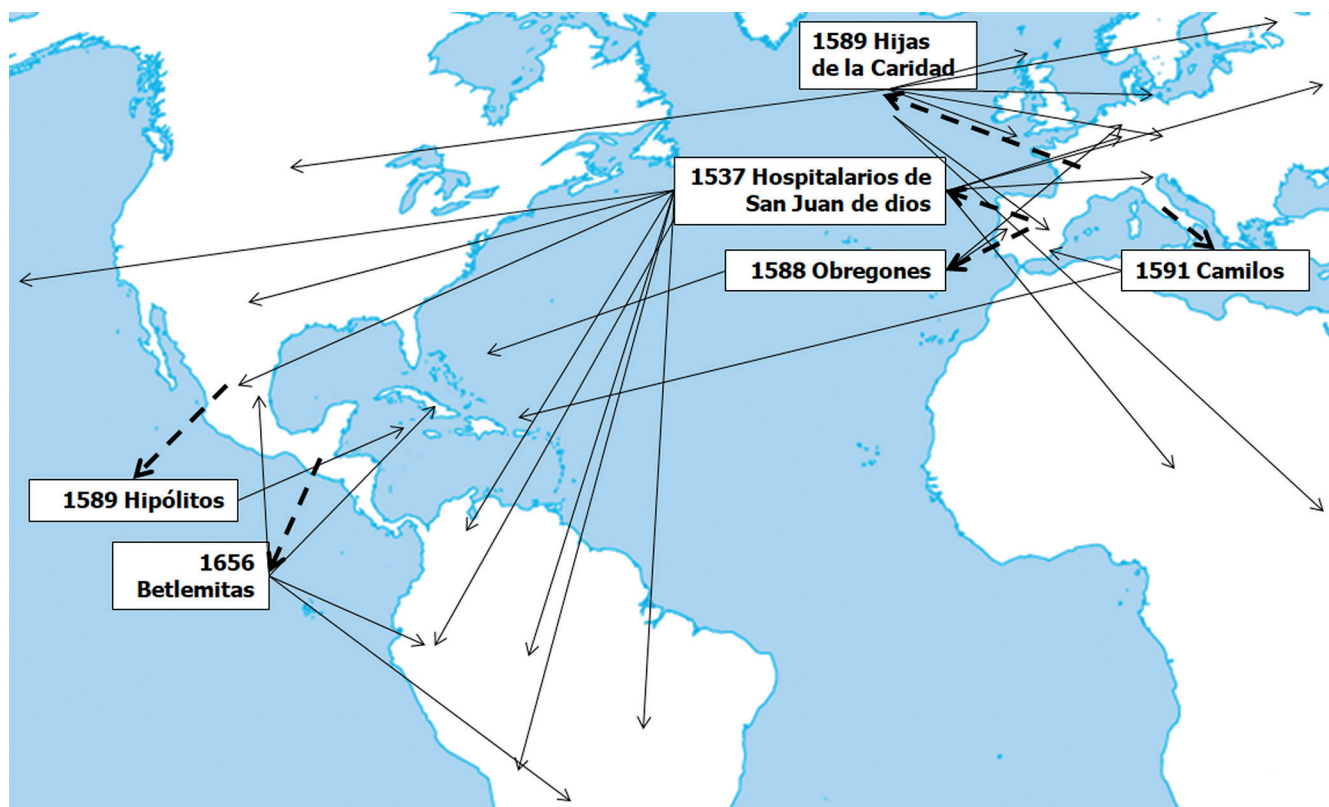 1589 Hijas
de la Caridad
1537 Hospitalarios de
San Juan de dios
1588 Obregones
1591 Camilos
1589 Hipólitos
1656
Betlemitas